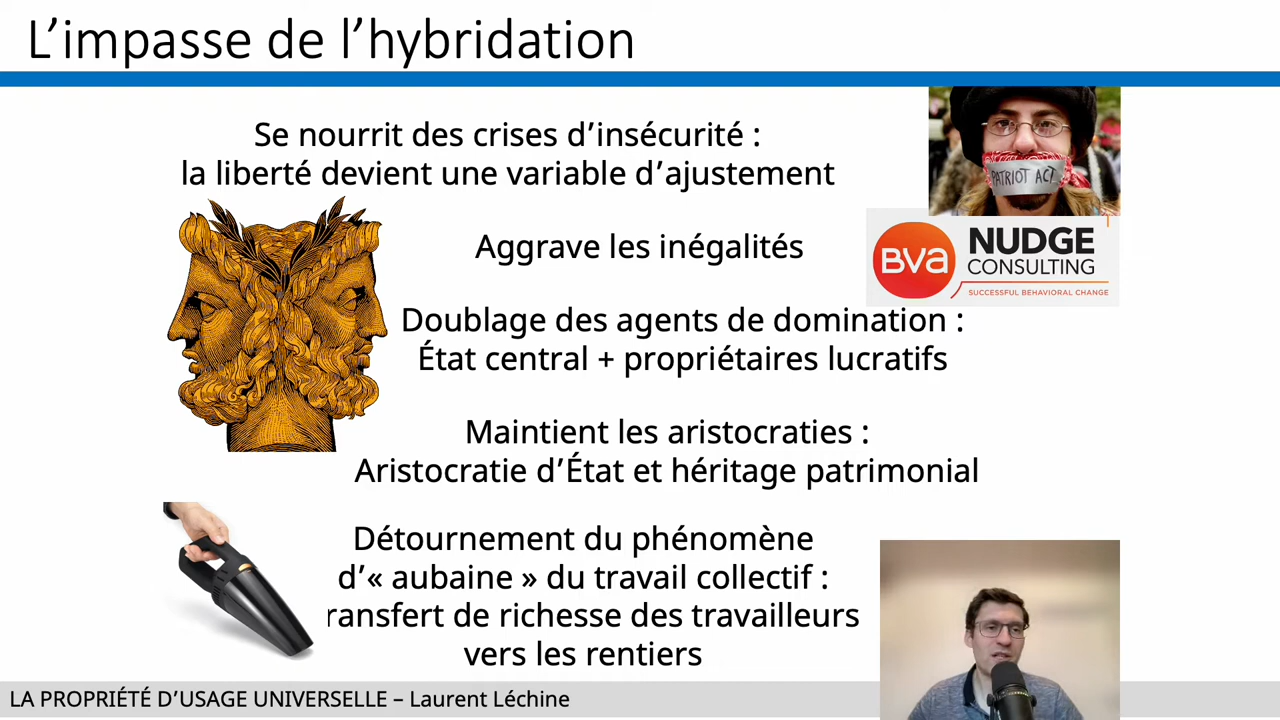 L’impasse de l’hybridation
Se nourrit des crises d’insécurité :
la liberté devient une variable d’ajustement
PATRIOT ACT
Aggrave les inégalités
BVa
NUDGE
CONSULTING
SUCCESSFUL BEHAVIORAL CHANGE
Doublage des agents de domination :
État central + propriétaires lucratifs
Maintient les aristocraties :
Aristocratie d’État et héritage patrimonial
Détournement du phénomène
d’« aubaine » du travail collectif :
ransfert de richesse des travailleurs
vers les rentiers
LA PROPRIÉTÉ D’USAGE UNIVERSELLE – Laurent Léchine